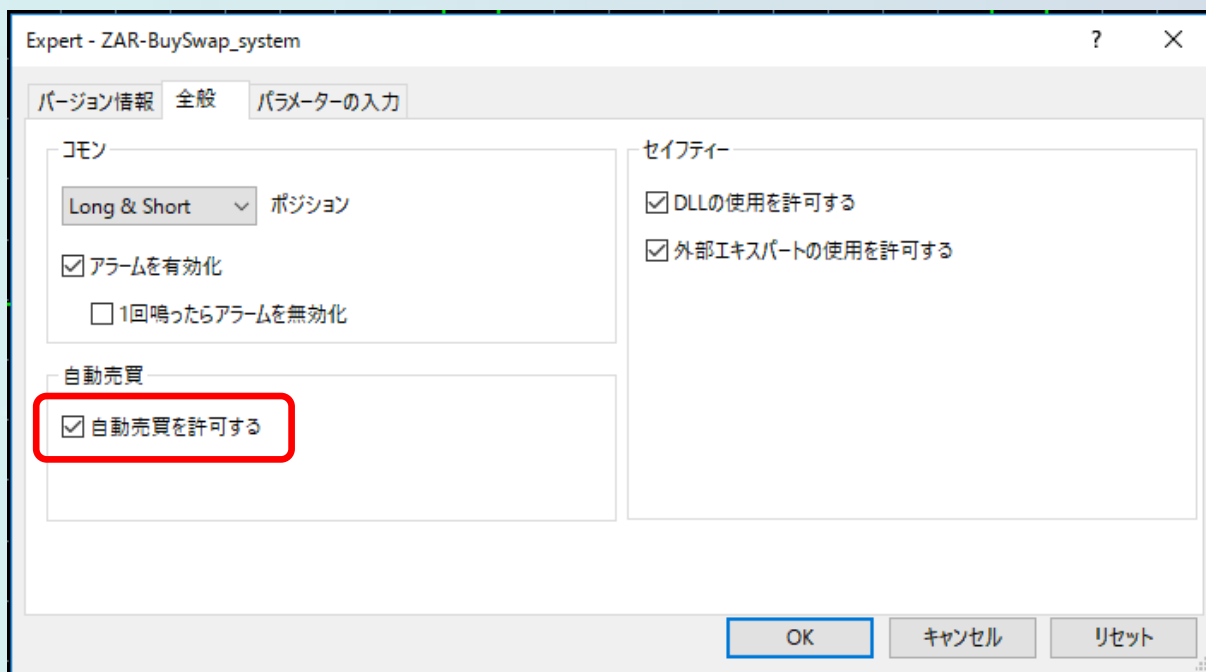 Expert - ZAR-BuySwap_system
バージョン情報 全般 パラメーターの入力
コモン
Long & Short ポジション
アラームを有効化
1回鳴ったらアラームを無効化
自動売買
自動売買を許可する
セイフティー
DLLの使用を許可する
外部エキスパートの使用を許可する
OK キャンセル リセット